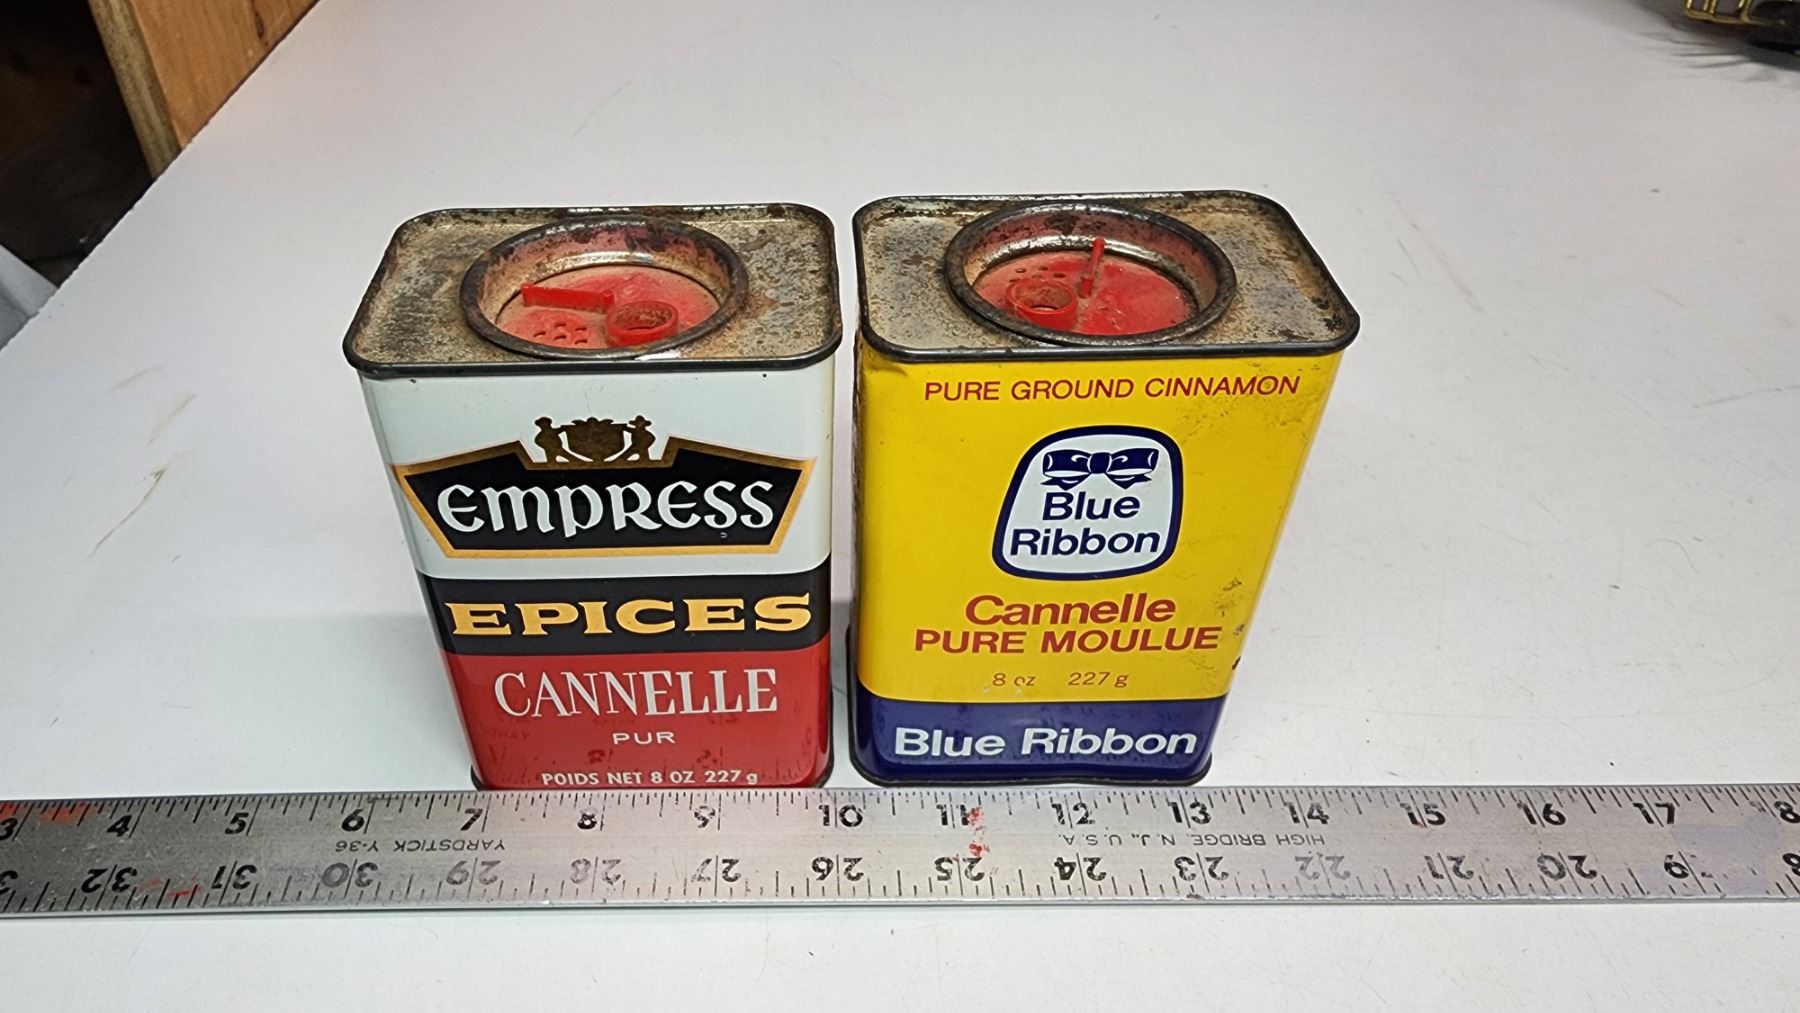 EMPRESS
EPICES
CANNELLE
PUR
POIDS NET 8 OZ 227 g
PURE GROUND CINNAMON
Blue
Ribbon
Cannelle
PURE MOULUE
8 oz 227 g
Blue Ribbon
3 4 5 6 7 8 9 10 11 12 13 14 15 16 17 18
YARDSTICK Y-36 HIGH BRIDGE, N.J., U.S.A.
32 31 30 29 28 27 26 25 24 23 22 21 20 19